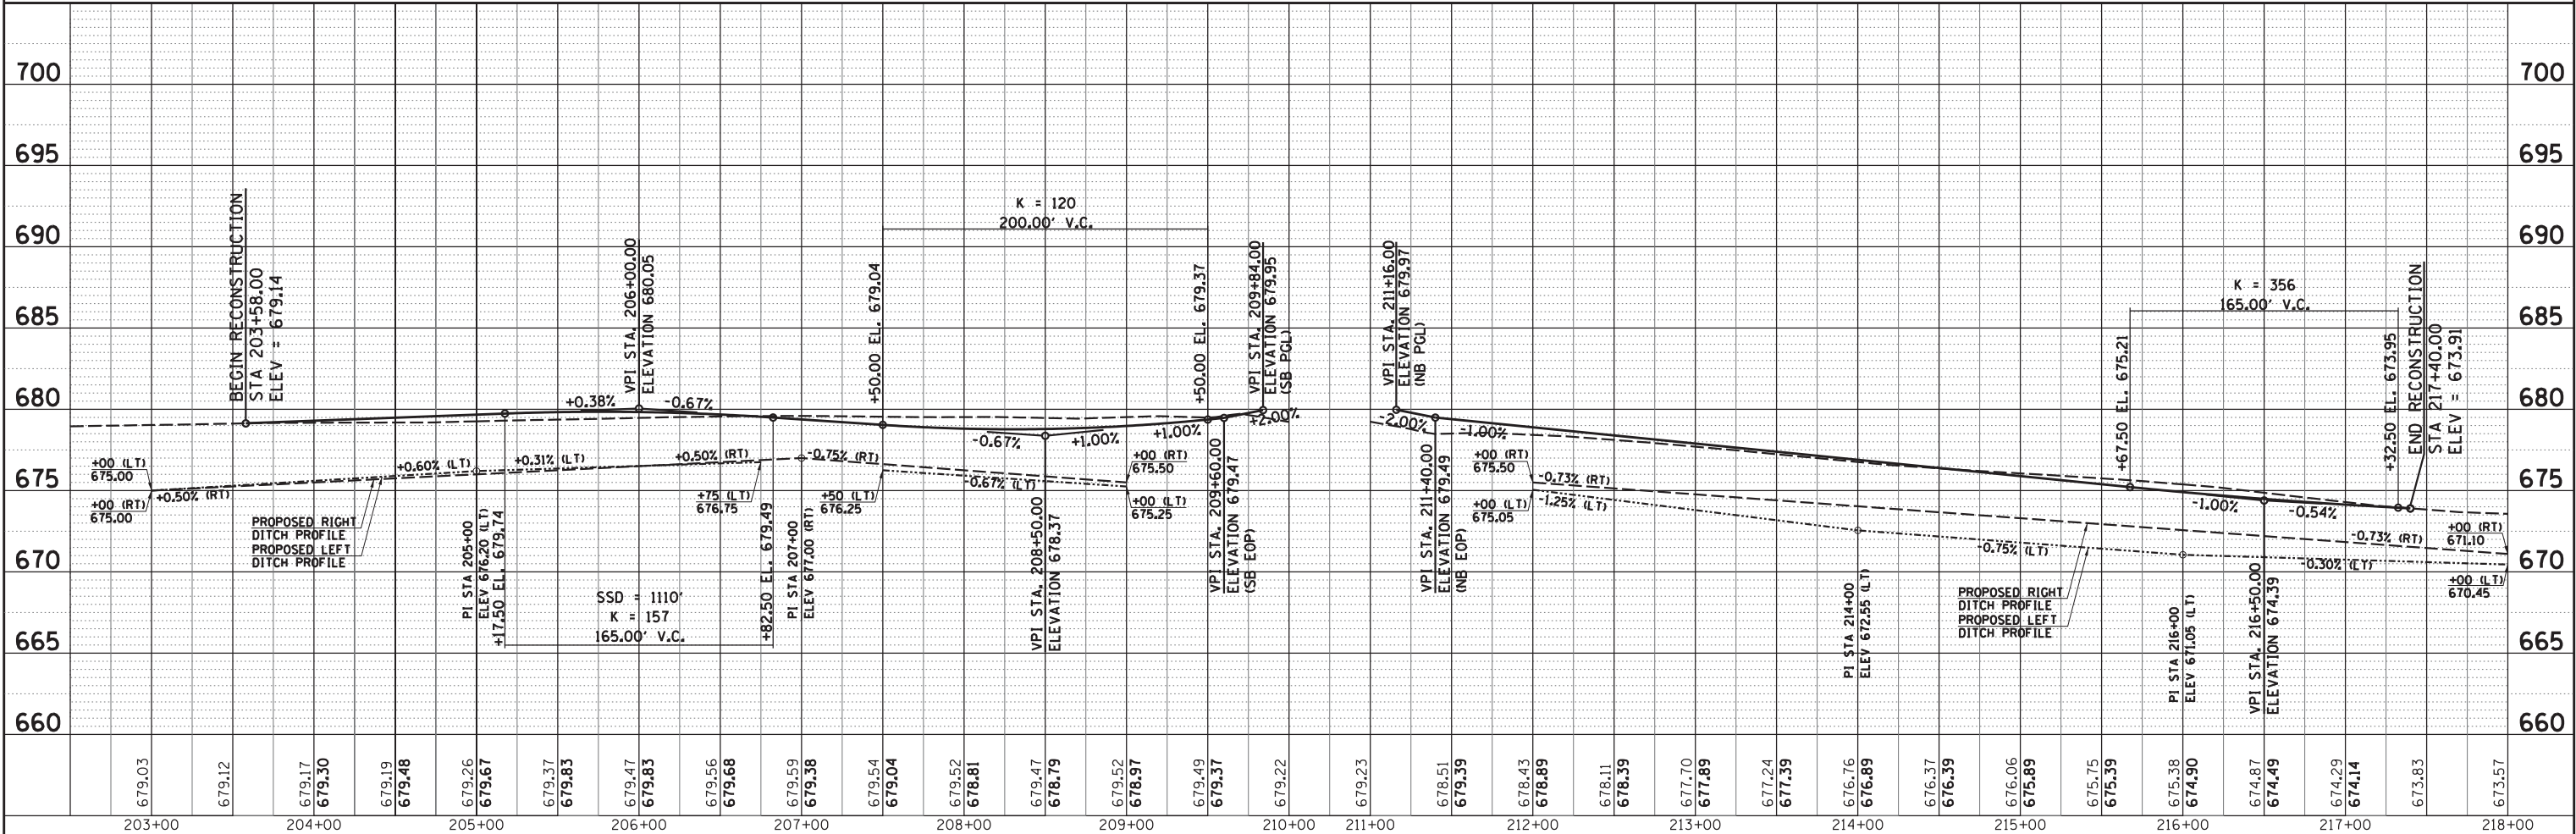 700
700
695
695
690
690
685
685
680
680
675
675
670
670
665
665
660
660
BEGIN RECONSTRUCTION
STA 203+58.00
ELEV = 679.14
VPI STA. 206+00.00
ELEVATION 680.05
+0.38%
-0.67%
+50.00 EL. 679.04
K = 120
200.00' V.C.
+50.00 EL. 679.37
VPI STA. 209+84.00
ELEVATION 679.95
(SB PGL)
+2.00%
-0.67%
+1.00%
+1.00%
VPI STA. 211+16.00
ELEVATION 679.97
(NB PGL)
-2.00%
-1.00%
K = 356
165.00' V.C.
+67.50 EL. 675.21
+32.50 EL. 673.95
END RECONSTRUCTION
STA 217+40.00
ELEV = 673.91
-1.00%
-0.54%
+00 (LT)
675.00
+00 (RT)
675.00
+0.50% (RT)
+0.60% (LT)
+0.31% (LT)
+0.50% (RT)
-0.75% (RT)
PROPOSED RIGHT
DITCH PROFILE
PROPOSED LEFT
DITCH PROFILE
PI STA 205+00
ELEV 676.20 (LT)
+17.50 EL. 679.74
SSD = 1110'
K = 157
165.00' V.C.
+75 (LT)
676.75
+82.50 EL. 679.49
PI STA 207+00
ELEV 677.00 (RT)
+50 (LT)
676.25
-0.67% (LT)
VPI STA. 208+50.00
ELEVATION 678.37
+00 (RT)
675.50
+00 (LT)
675.25
VPI STA. 209+60.00
ELEVATION 679.47
(SB EOP)
VPI STA. 211+40.00
ELEVATION 679.49
(NB EOP)
+00 (RT)
675.50
+00 (LT)
675.05
-0.73% (RT)
-1.25% (LT)
PI STA 214+00
ELEV 672.55 (LT)
-0.75% (LT)
PROPOSED RIGHT
DITCH PROFILE
PROPOSED LEFT
DITCH PROFILE
PI STA 216+00
ELEV 671.05 (LT)
VPI STA. 216+50.00
ELEVATION 674.39
-0.73% (RT)
-0.30% (LT)
+00 (RT)
671.10
+00 (LT)
670.45
679.03
679.12
679.17
679.30
679.19
679.48
679.26
679.67
679.37
679.83
679.47
679.83
679.56
679.68
679.59
679.38
679.54
679.04
679.52
678.81
679.47
678.79
679.52
678.97
679.49
679.37
679.22
679.23
678.51
679.39
678.43
678.89
678.11
678.39
677.70
677.89
677.24
677.39
676.76
676.89
676.37
676.39
676.06
675.89
675.75
675.39
675.38
674.90
674.87
674.49
674.29
674.14
673.83
673.57
203+00
204+00
205+00
206+00
207+00
208+00
209+00
210+00
211+00
212+00
213+00
214+00
215+00
216+00
217+00
218+00